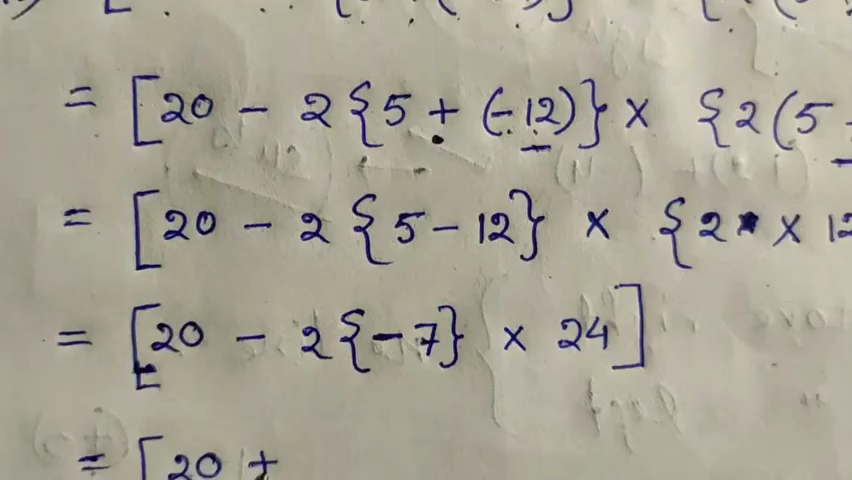 = [20 - 2 {5 + (-12)} × {2 (5
= [20 - 2 {5 - 12} × {2 × 12
= [20 - 2 {-7} × 24]
= [20 +